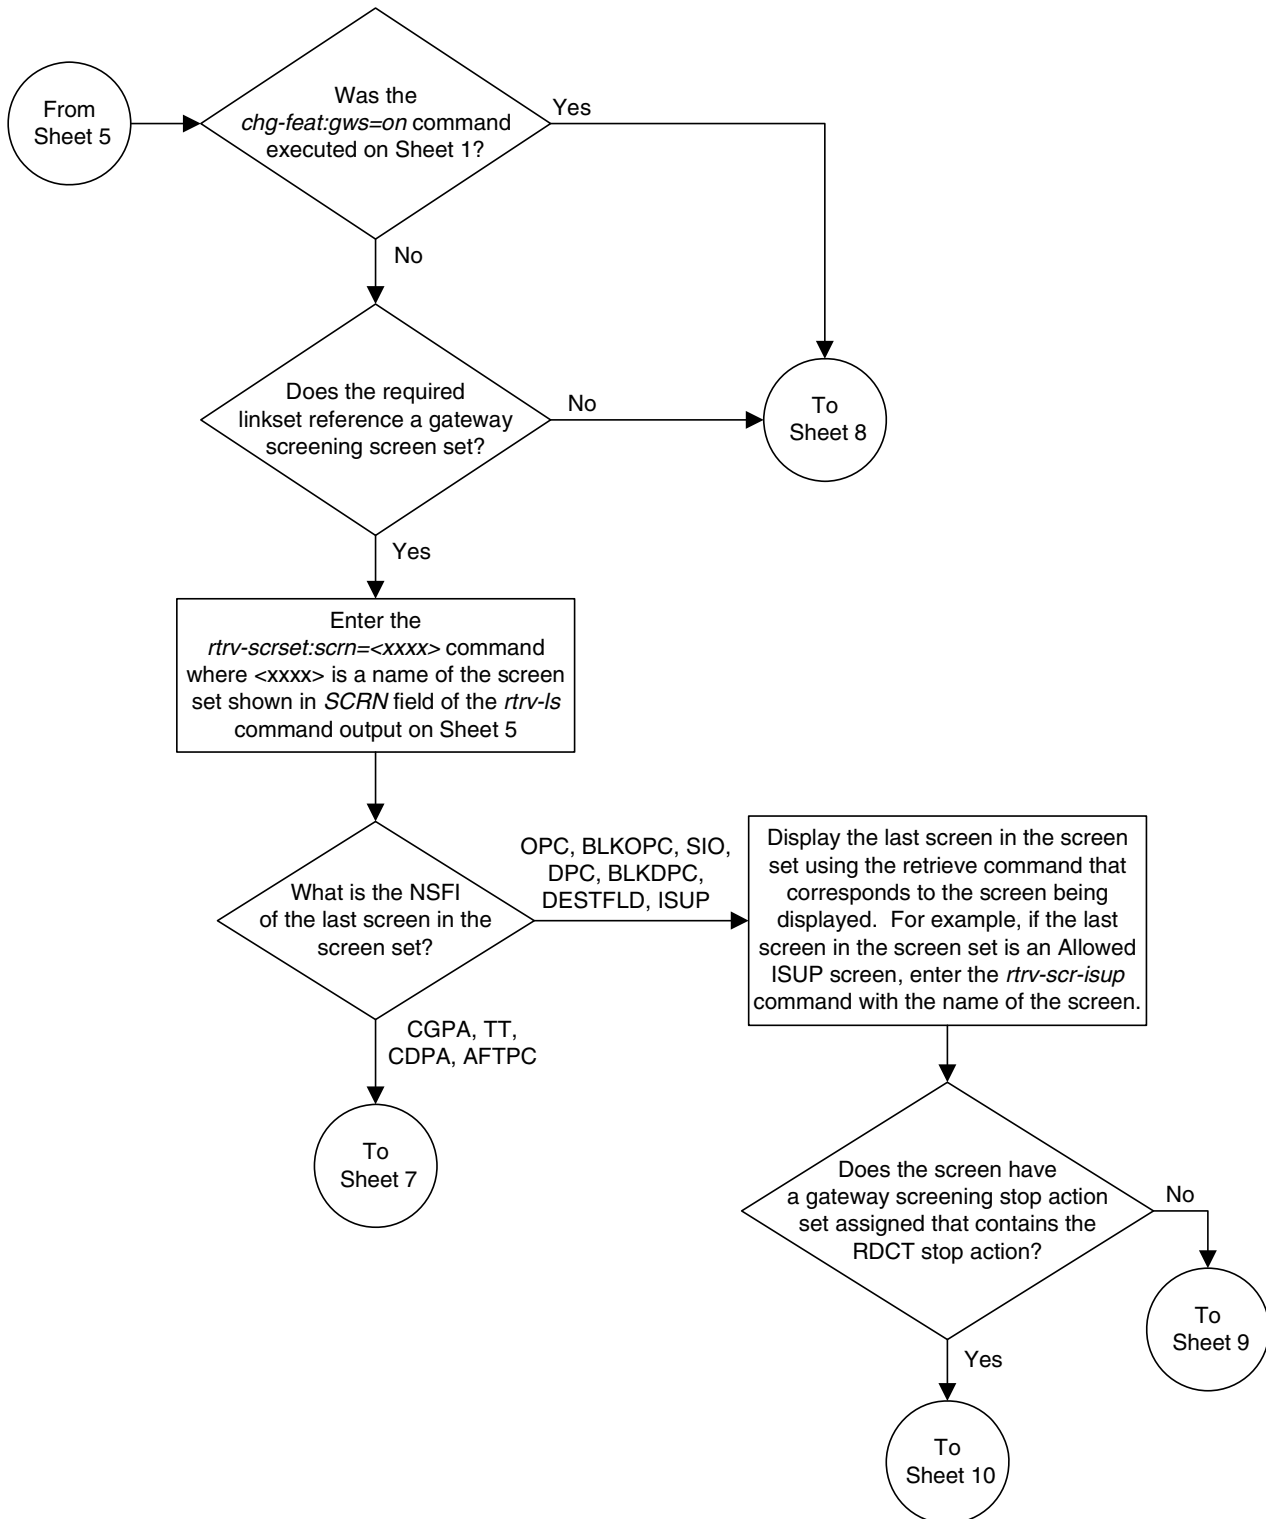 From
Sheet 5
Was the
chg-feat:gws=on command
executed on Sheet 1?
Yes
No
Does the required
linkset reference a gateway
screening screen set?
No
To
Sheet 8
Yes
Enter the
rtrv-scrset:scrn=<xxxx> command
where <xxxx> is a name of the screen
set shown in SCRN field of the rtrv-ls
command output on Sheet 5
What is the NSFI
of the last screen in the
screen set?
OPC, BLKOPC, SIO,
DPC, BLKDPC,
DESTFLD, ISUP
Display the last screen in the screen
set using the retrieve command that
corresponds to the screen being
displayed.  For example, if the last
screen in the screen set is an Allowed
ISUP screen, enter the rtrv-scr-isup
command with the name of the screen.
CGPA, TT,
CDPA, AFTPC
To
Sheet 7
Does the screen have
a gateway screening stop action
set assigned that contains the
RDCT stop action?
No
To
Sheet 9
Yes
To
Sheet 10